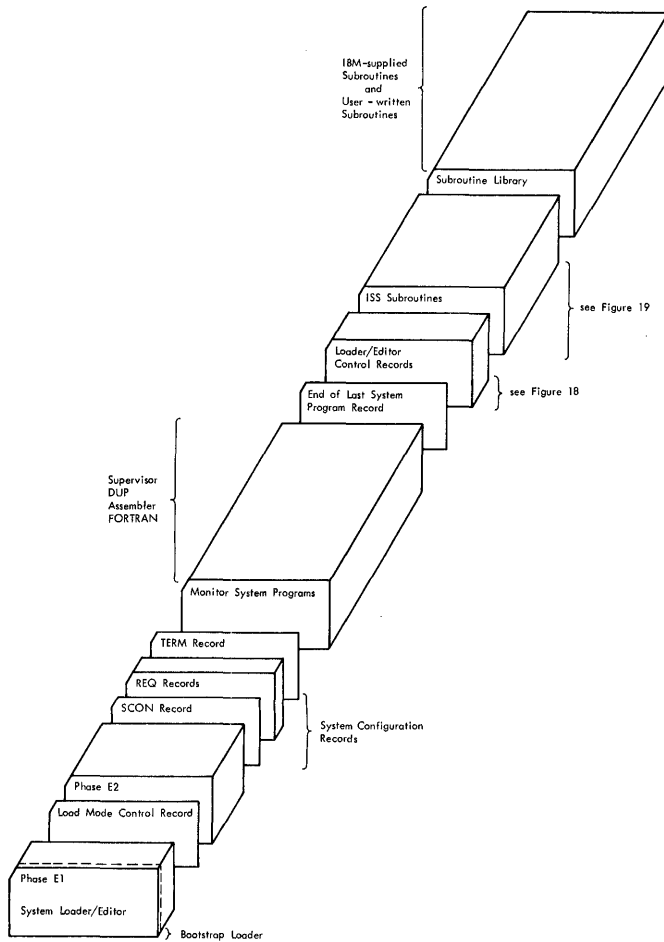 IBM-supplied
Subroutines
and
User - written
Subroutines
Subroutine Library
ISS Subroutines
see Figure 19
Loader/Editor
Control Records
see Figure 18
End of Last System
Program Record
Supervisor
DUP
Assembler
FORTRAN
Monitor System Programs
TERM Record
REQ Records
SCON Record
System Configuration
Records
Phase E2
Load Mode Control Record
Phase E1
System Loader/Editor
Bootstrap Loader